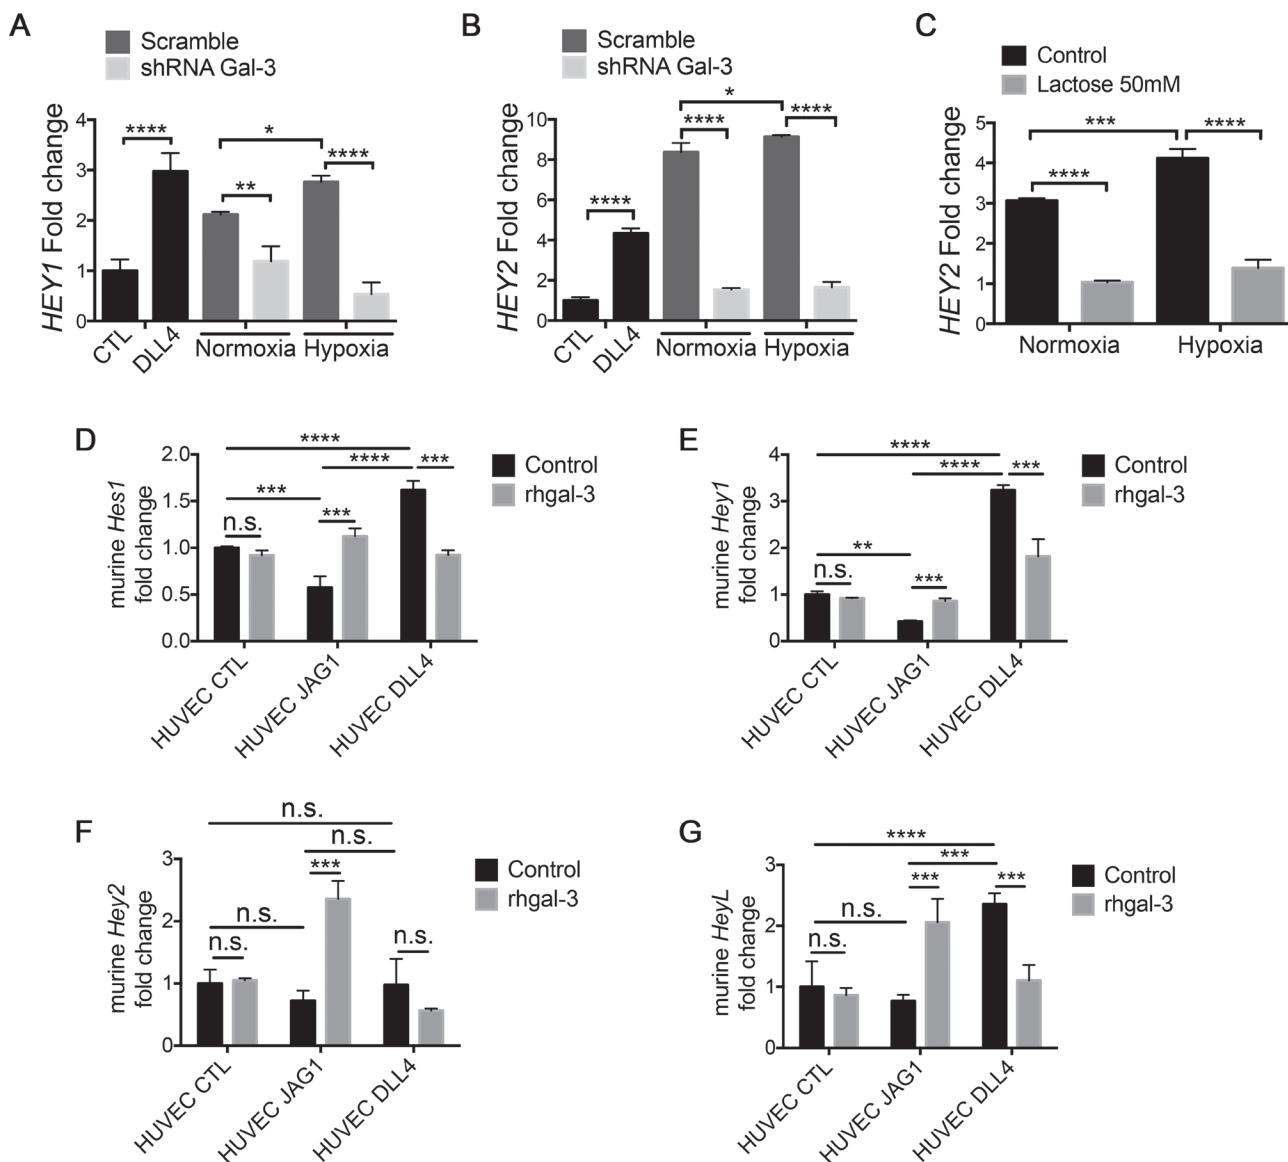 A
Scramble
shRNA Gal-3
HEY1 Fold change
4
3
2
1
0
****
*
**
****
CTL
DLL4
Normoxia
Hypoxia
B
Scramble
shRNA Gal-3
HEY2 Fold change
10
8
6
4
2
0
****
*
****
****
CTL
DLL4
Normoxia
Hypoxia
C
Control
Lactose 50mM
HEY2 Fold change
5
4
3
2
1
0
***
****
****
Normoxia
Hypoxia
D
Control
rhgal-3
murine Hes1
fold change
2.0
1.5
1.0
0.5
0.0
****
****
***
***
n.s.
***
HUVEC CTL
HUVEC JAG1
HUVEC DLL4
E
Control
rhgal-3
murine Hey1
fold change
4
3
2
1
0
****
****
***
**
n.s.
***
HUVEC CTL
HUVEC JAG1
HUVEC DLL4
F
Control
rhgal-3
murine Hey2
fold change
3
2
1
0
n.s.
n.s.
***
n.s.
n.s.
n.s.
HUVEC CTL
HUVEC JAG1
HUVEC DLL4
G
Control
rhgal-3
murine HeyL
fold change
3
2
1
0
****
***
***
***
n.s.
n.s.
HUVEC CTL
HUVEC JAG1
HUVEC DLL4